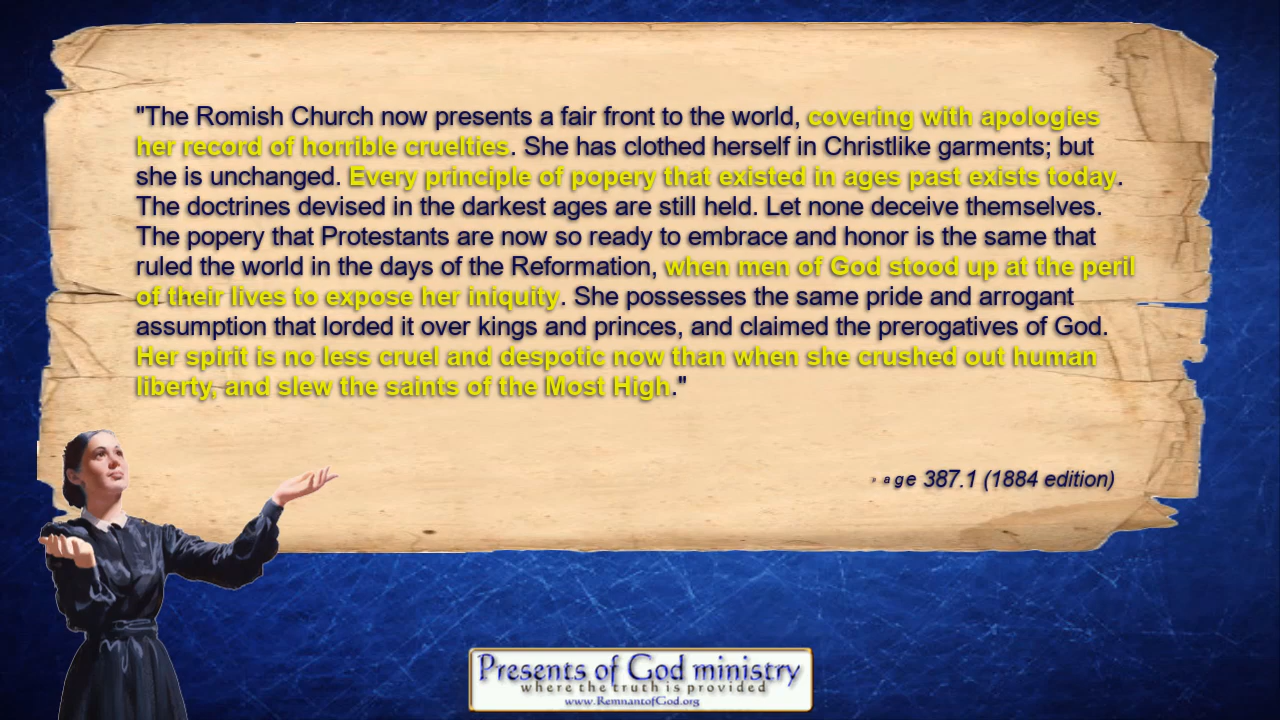 "The Romish Church now presents a fair front to the world, covering with apologies
her record of horrible cruelties. She has clothed herself in Christlike garments; but
she is unchanged. Every principle of popery that existed in ages past exists today.
The doctrines devised in the darkest ages are still held. Let none deceive themselves.
The popery that Protestants are now so ready to embrace and honor is the same that
ruled the world in the days of the Reformation, when men of God stood up at the peril
of their lives to expose her iniquity. She possesses the same pride and arrogant
assumption that lorded it over kings and princes, and claimed the prerogatives of God.
Her spirit is no less cruel and despotic now than when she crushed out human
liberty, and slew the saints of the Most High."
age 387.1 (1884 edition)
Presents of God ministry
where the truth is provided
www.RemnantofGod.org